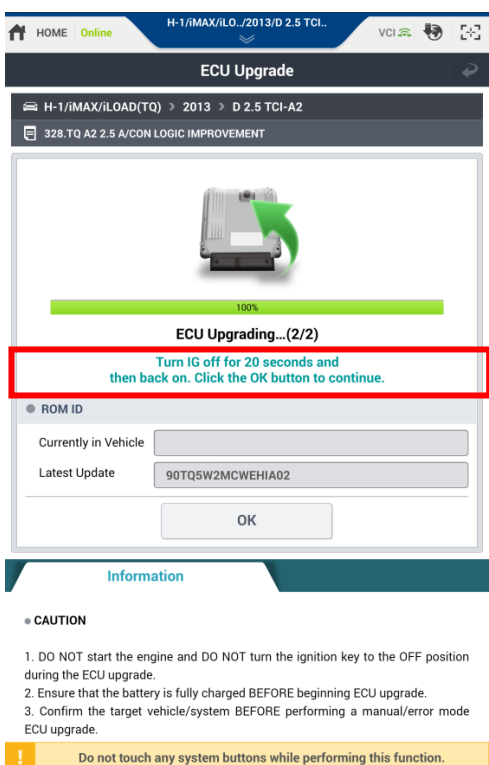 HOME Online
H-1/iMAX/iLO../2013/D 2.5 TCI..
VCI
ECU Upgrade
H-1/iMAX/iLOAD(TQ) > 2013 > D 2.5 TCI-A2
328.TQ A2 2.5 A/CON LOGIC IMPROVEMENT
100%
ECU Upgrading...(2/2)
Turn IG off for 20 seconds and
then back on. Click the OK button to continue.
ROM ID
Currently in Vehicle
Latest Update 90TQ5W2MCWEHIA02
OK
Information
CAUTION
1. DO NOT start the engine and DO NOT turn the ignition key to the OFF position
during the ECU upgrade.
2. Ensure that the battery is fully charged BEFORE beginning ECU upgrade.
3. Confirm the target vehicle/system BEFORE performing a manual/error mode
ECU upgrade.
! Do not touch any system buttons while performing this function.